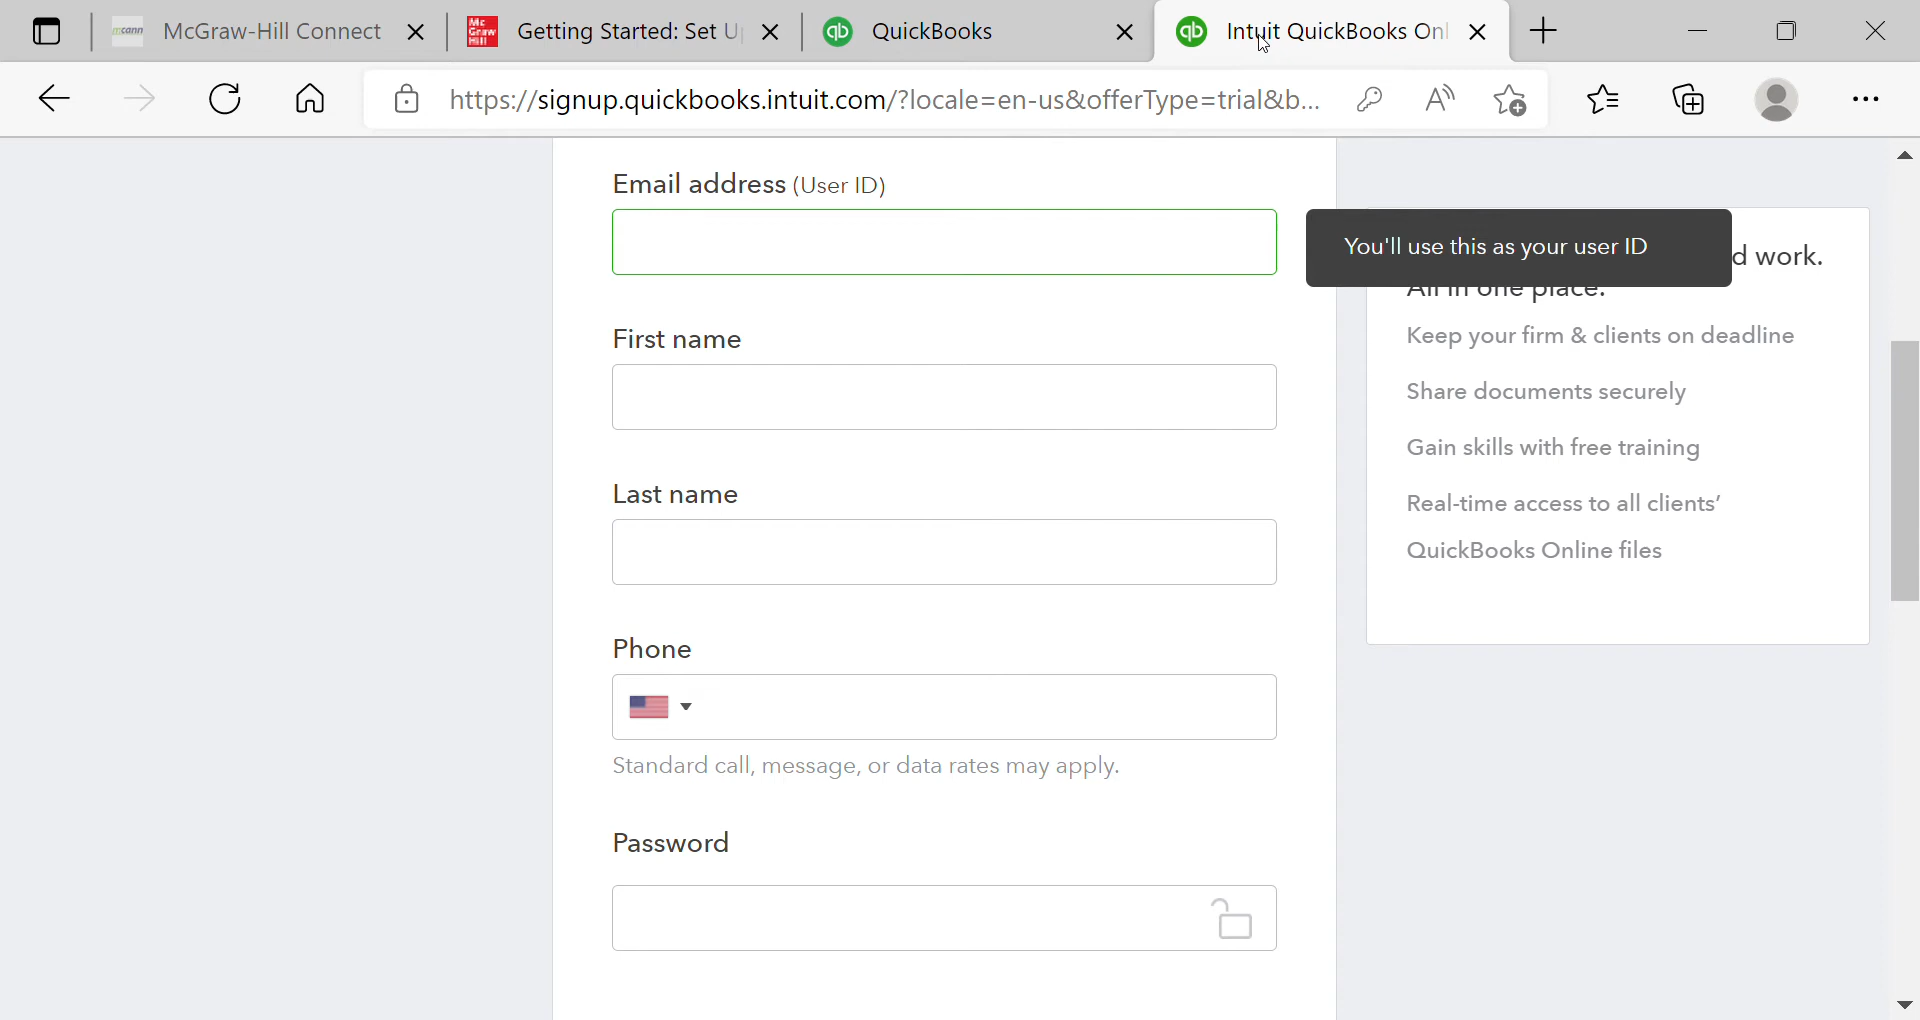 McGraw-Hill Connect
Getting Started: Set U
QuickBooks
Intuit QuickBooks Onl
https://signup.quickbooks.intuit.com/?locale=en-us&offerType=trial&b...
Email address (User ID)
You'll use this as your user ID
d work.
All in one place.
First name
Keep your firm & clients on deadline
Share documents securely
Gain skills with free training
Last name
Real-time access to all clients’
QuickBooks Online files
Phone
Standard call, message, or data rates may apply.
Password